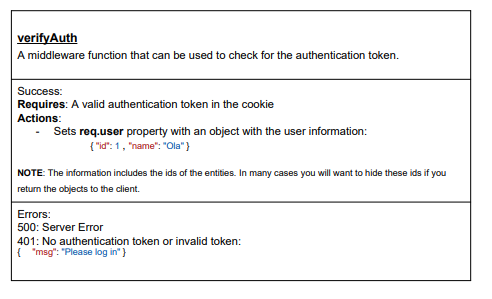 verifyAuth
A middleware function that can be used to check for the authentication token.
Success:
Requires: A valid authentication token in the cookie
Actions:
- Sets req.user property with an object with the user information:
{ "id": 1 , "name": "Ola" }
NOTE: The information includes the ids of the entities. In many cases you will want to hide these ids if you
return the objects to the client.
Errors:
500: Server Error
401: No authentication token or invalid token:
{ "msg": "Please log in" }